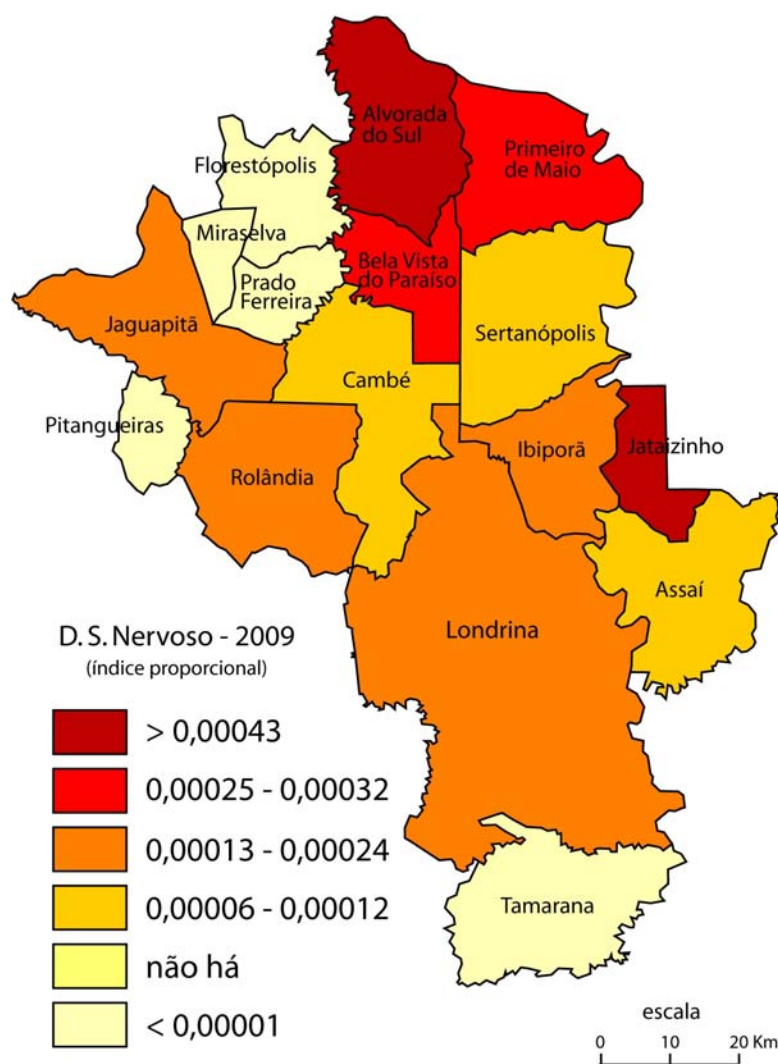 Alvorada
do Sul
Primeiro
de Maio
Florestópolis
Miraselva
Prado
Ferreira
Bela Vista
do Paraíso
Jaguapitã
Sertanópolis
Cambé
Pitangueiras
Rolândia
Ibiporã
Jataizinho
Assaí
Londrina
Tamarana
D. S. Nervoso - 2009
(índice proporcional)
> 0,00043
0,00025 - 0,00032
0,00013 - 0,00024
0,00006 - 0,00012
não há
< 0,00001
escala
0 10 20 Km